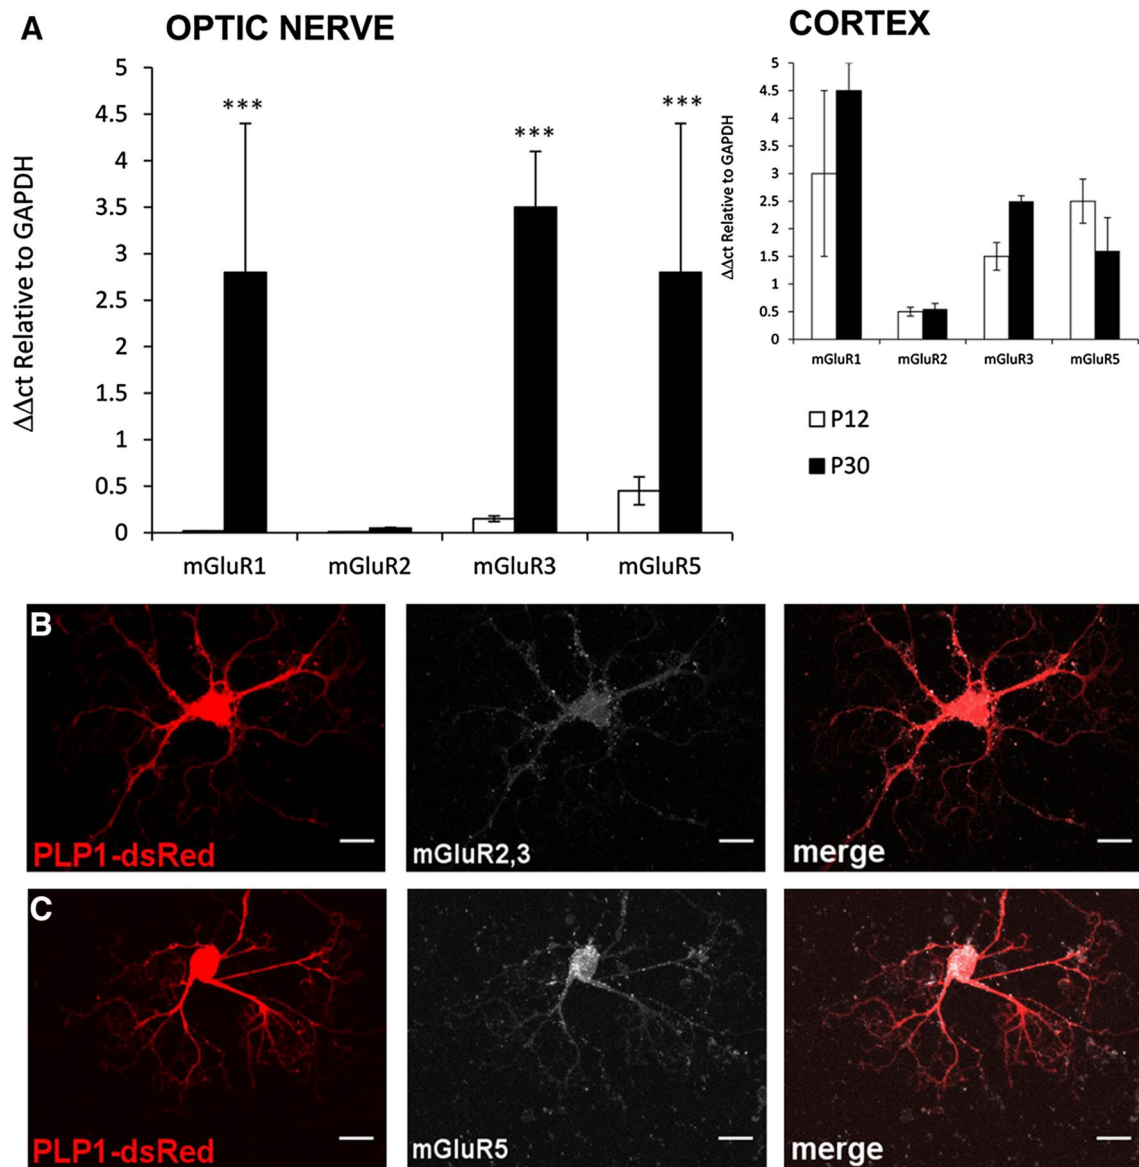 A
OPTIC NERVE
ΔΔct Relative to GAPDH
5
4.5
4
3.5
3
2.5
2
1.5
1
0.5
0
***
***
***
mGluR1 mGluR2 mGluR3 mGluR5
CORTEX
ΔΔct Relative to GAPDH
5
4.5
4
3.5
3
2.5
2
1.5
1
0.5
0
mGluR1 mGluR2 mGluR3 mGluR5
P12
P30
B
PLP1-dsRed
mGluR2,3
merge
C
PLP1-dsRed
mGluR5
merge